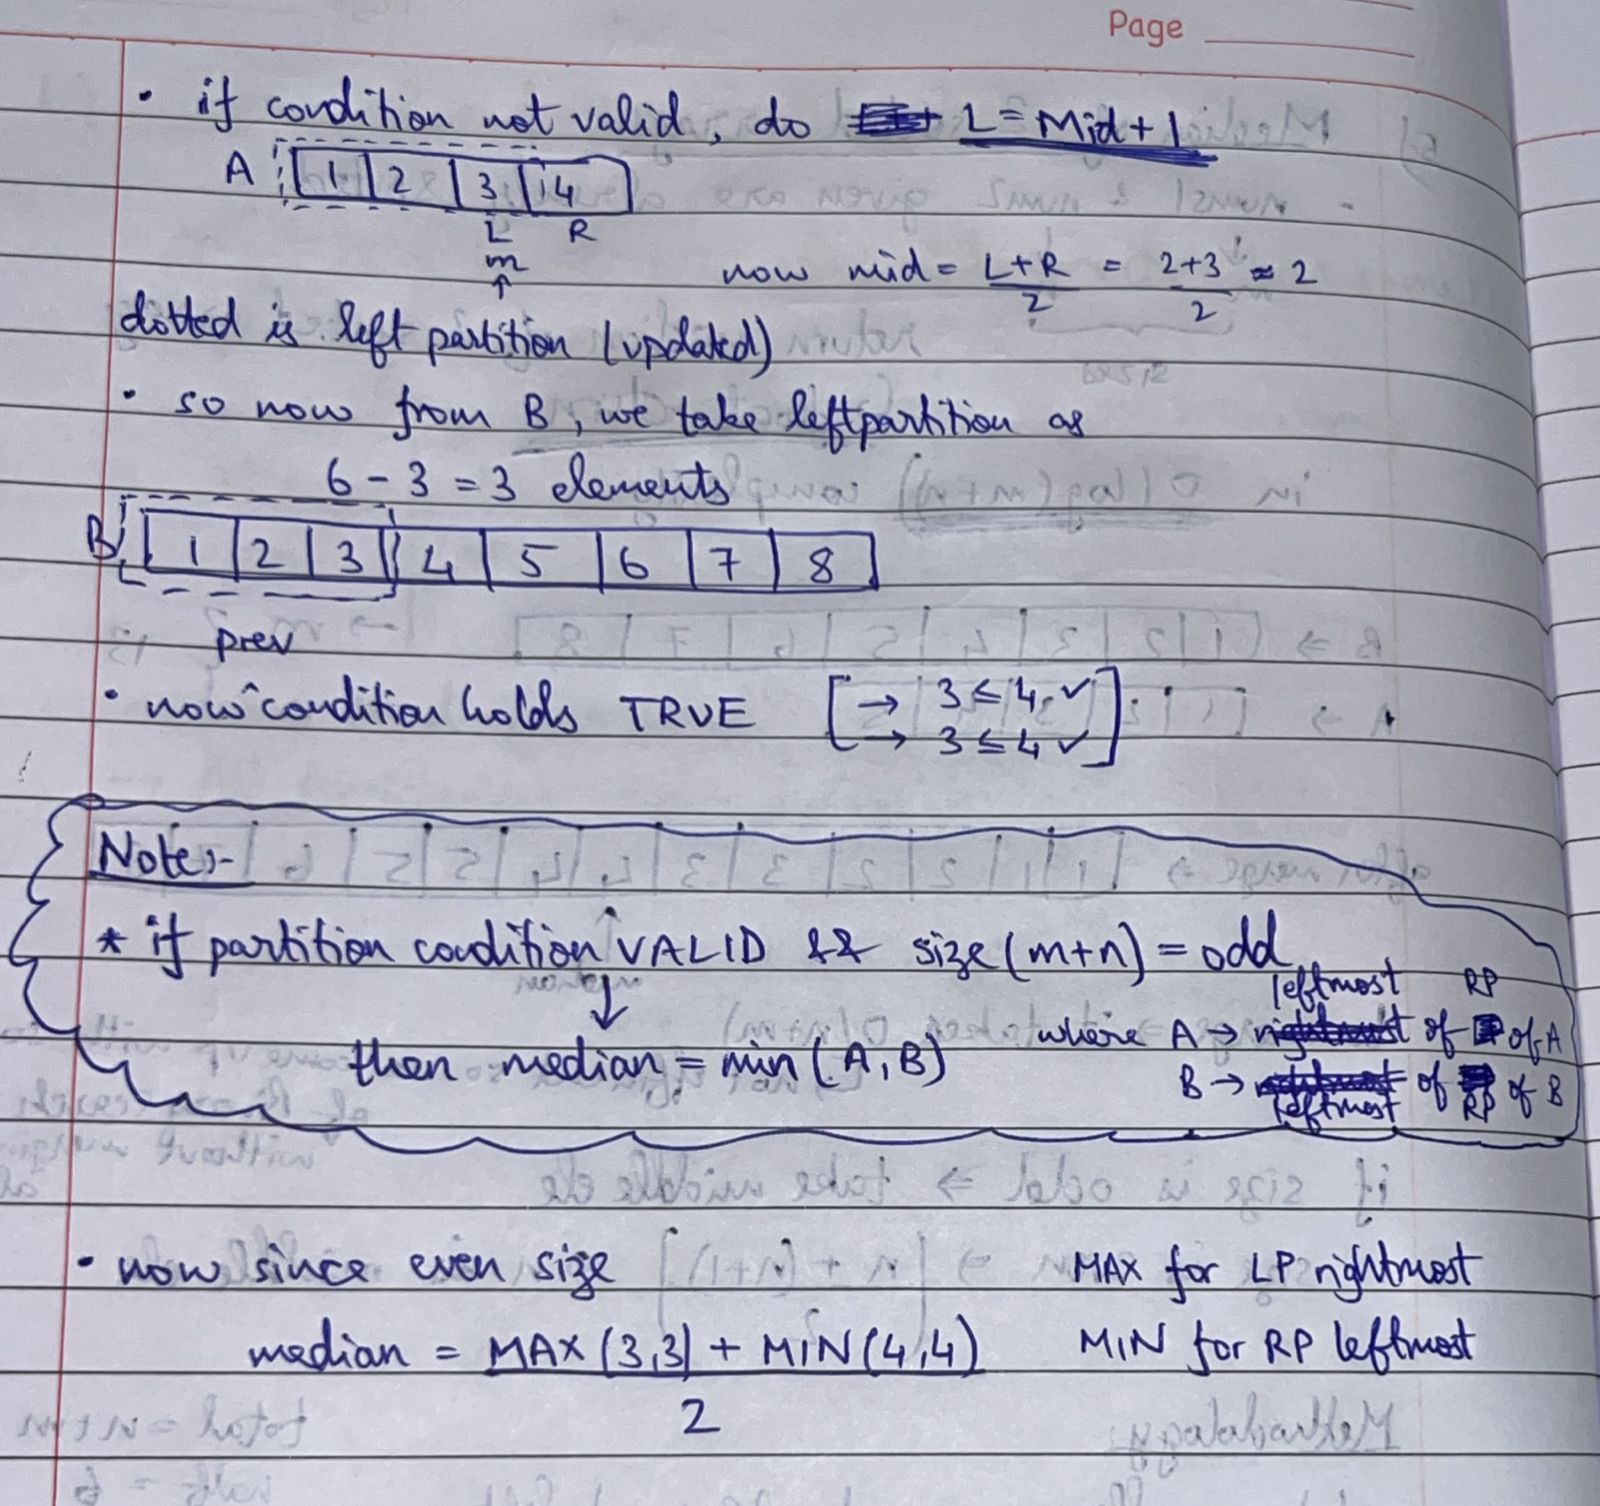 Page
• if condition not valid, do L = Mid + 1
A 1 2 3 4
L R
m
↑
now mid = L+R/2 = 2+3/2 ≈ 2
dotted is left partition (updated)
• so now from B, we take left partition as
6 - 3 = 3 elements
B 1 2 3 4 5 6 7 8
prev
• now ^ condition holds TRUE [→ 3 ≤ 4 ✓
→ 3 ≤ 4 ✓]
Note:-
* if partition condition VALID && size (m+n) = odd
↓
leftmost RP
then median = min (A, B) where A → of of A
B → of of B
leftmost RP
• now since even size MAX for LP rightmost
median = MAX (3,3) + MIN (4,4) MIN for RP leftmost
2